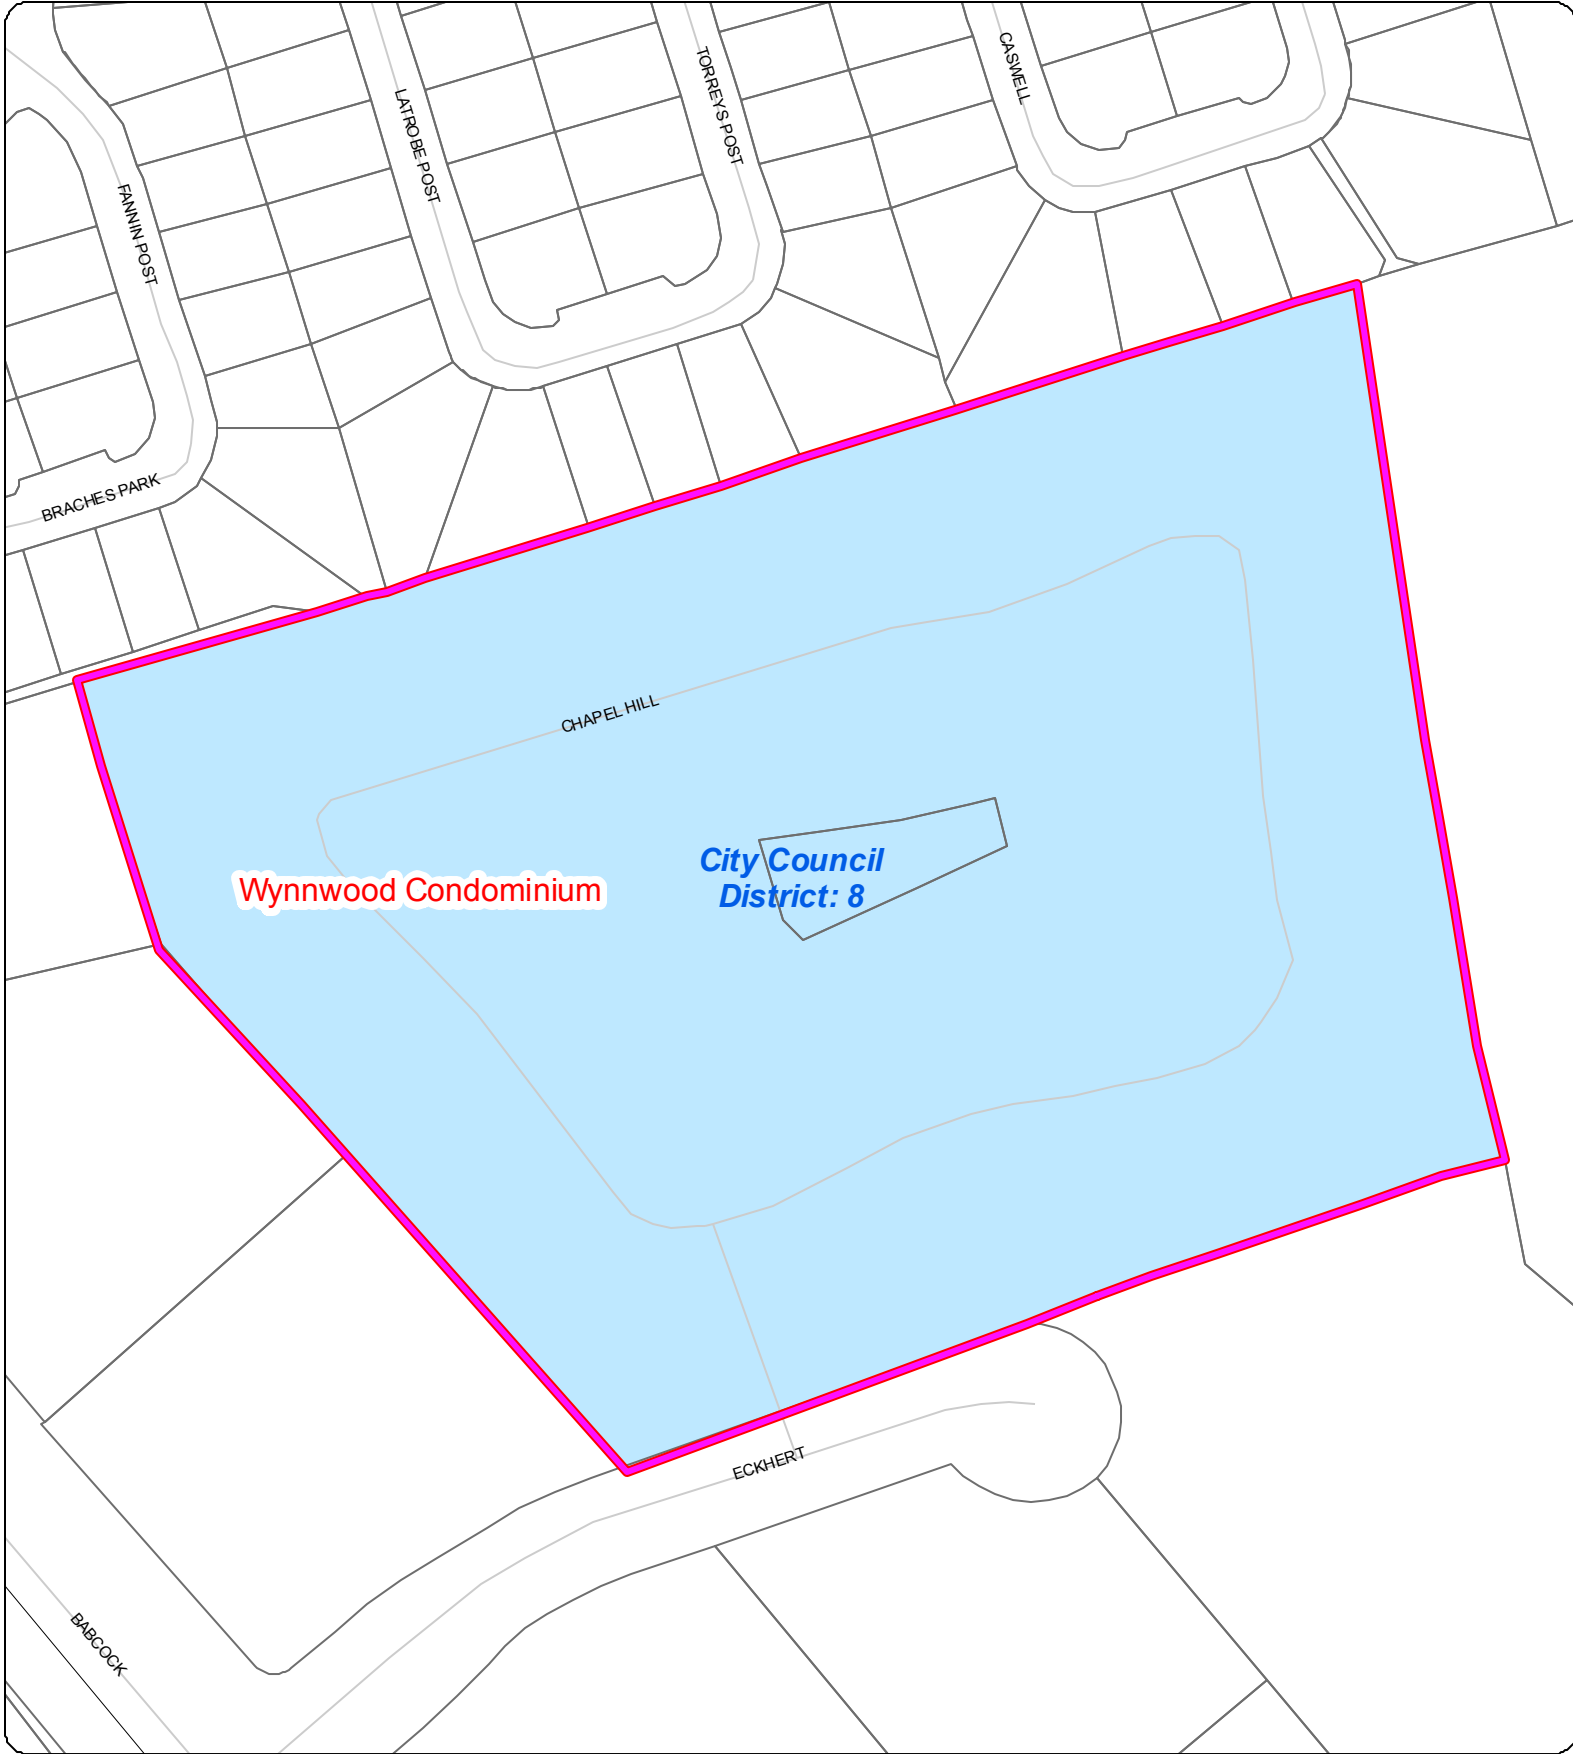 CASWELL
TORREYS POST
LATROBE POST
FANNIN POST
BRACHES PARK
CHAPEL HILL
City Council
District: 8
Wynnwood Condominium
ECKHERT
BABCOCK